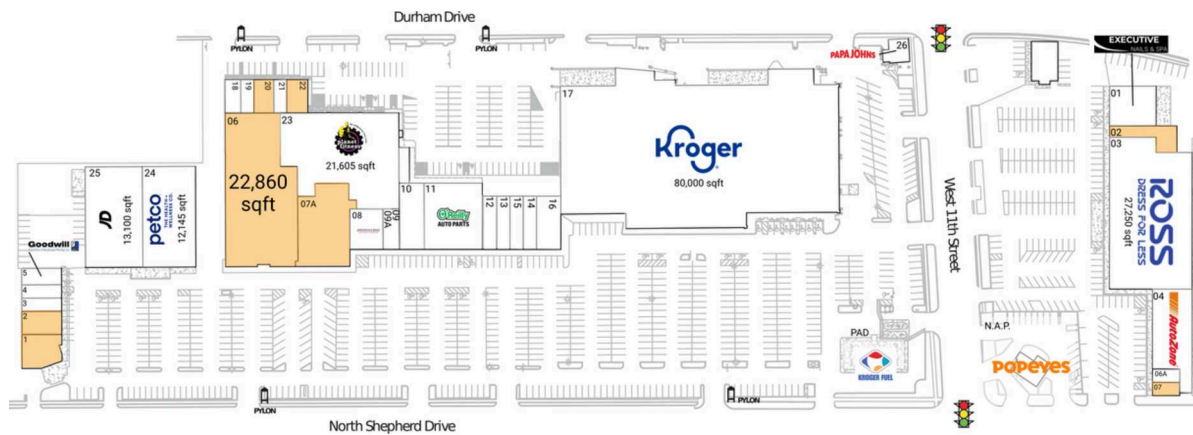 Durham Drive
PYLON
PYLON
PAPA JOHNS
26
EXECUTIVE
NAILS & SPA
18
19
20
21
22
17
01
06
23
planet fitness
21,605 sqft
Kroger
80,000 sqft
02
03
22,860
sqft
25
24
JD
13,100 sqft
petco
THE HEALTH +
WELLNESS CO.
12,145 sqft
10
11
O'Reilly
AUTO PARTS
07A
08
09A
09
12
13
15
14
16
West 11th Street
ROSS
DRESS FOR LESS
27,250 sqft
Goodwill
5
4
3
2
1
04
AutoZone
PAD
KROGER FUEL
N.A.P.
POPEYES
06A
07
PYLON
PYLON
North Shepherd Drive